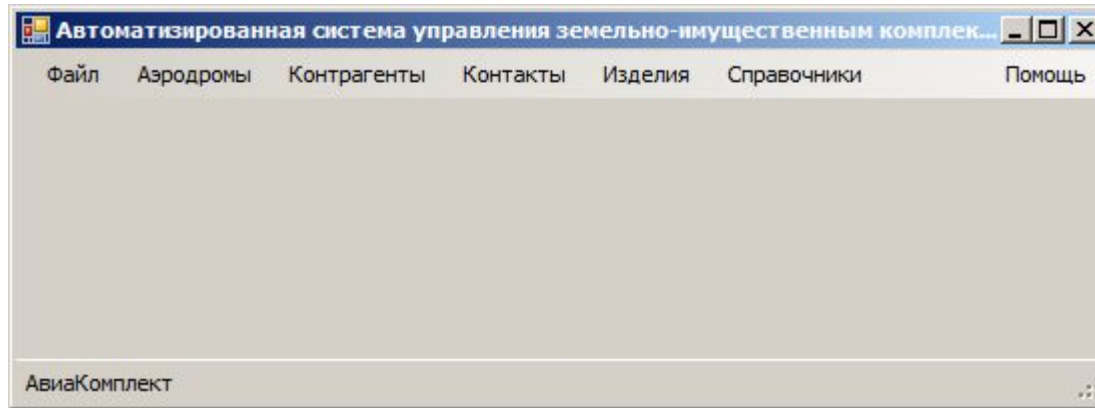 Автоматизированная система управления земельно-имущественным комплек...
Файл Аэродромы Контрагенты Контакты Изделия Справочники Помощь
АвиаКомплект